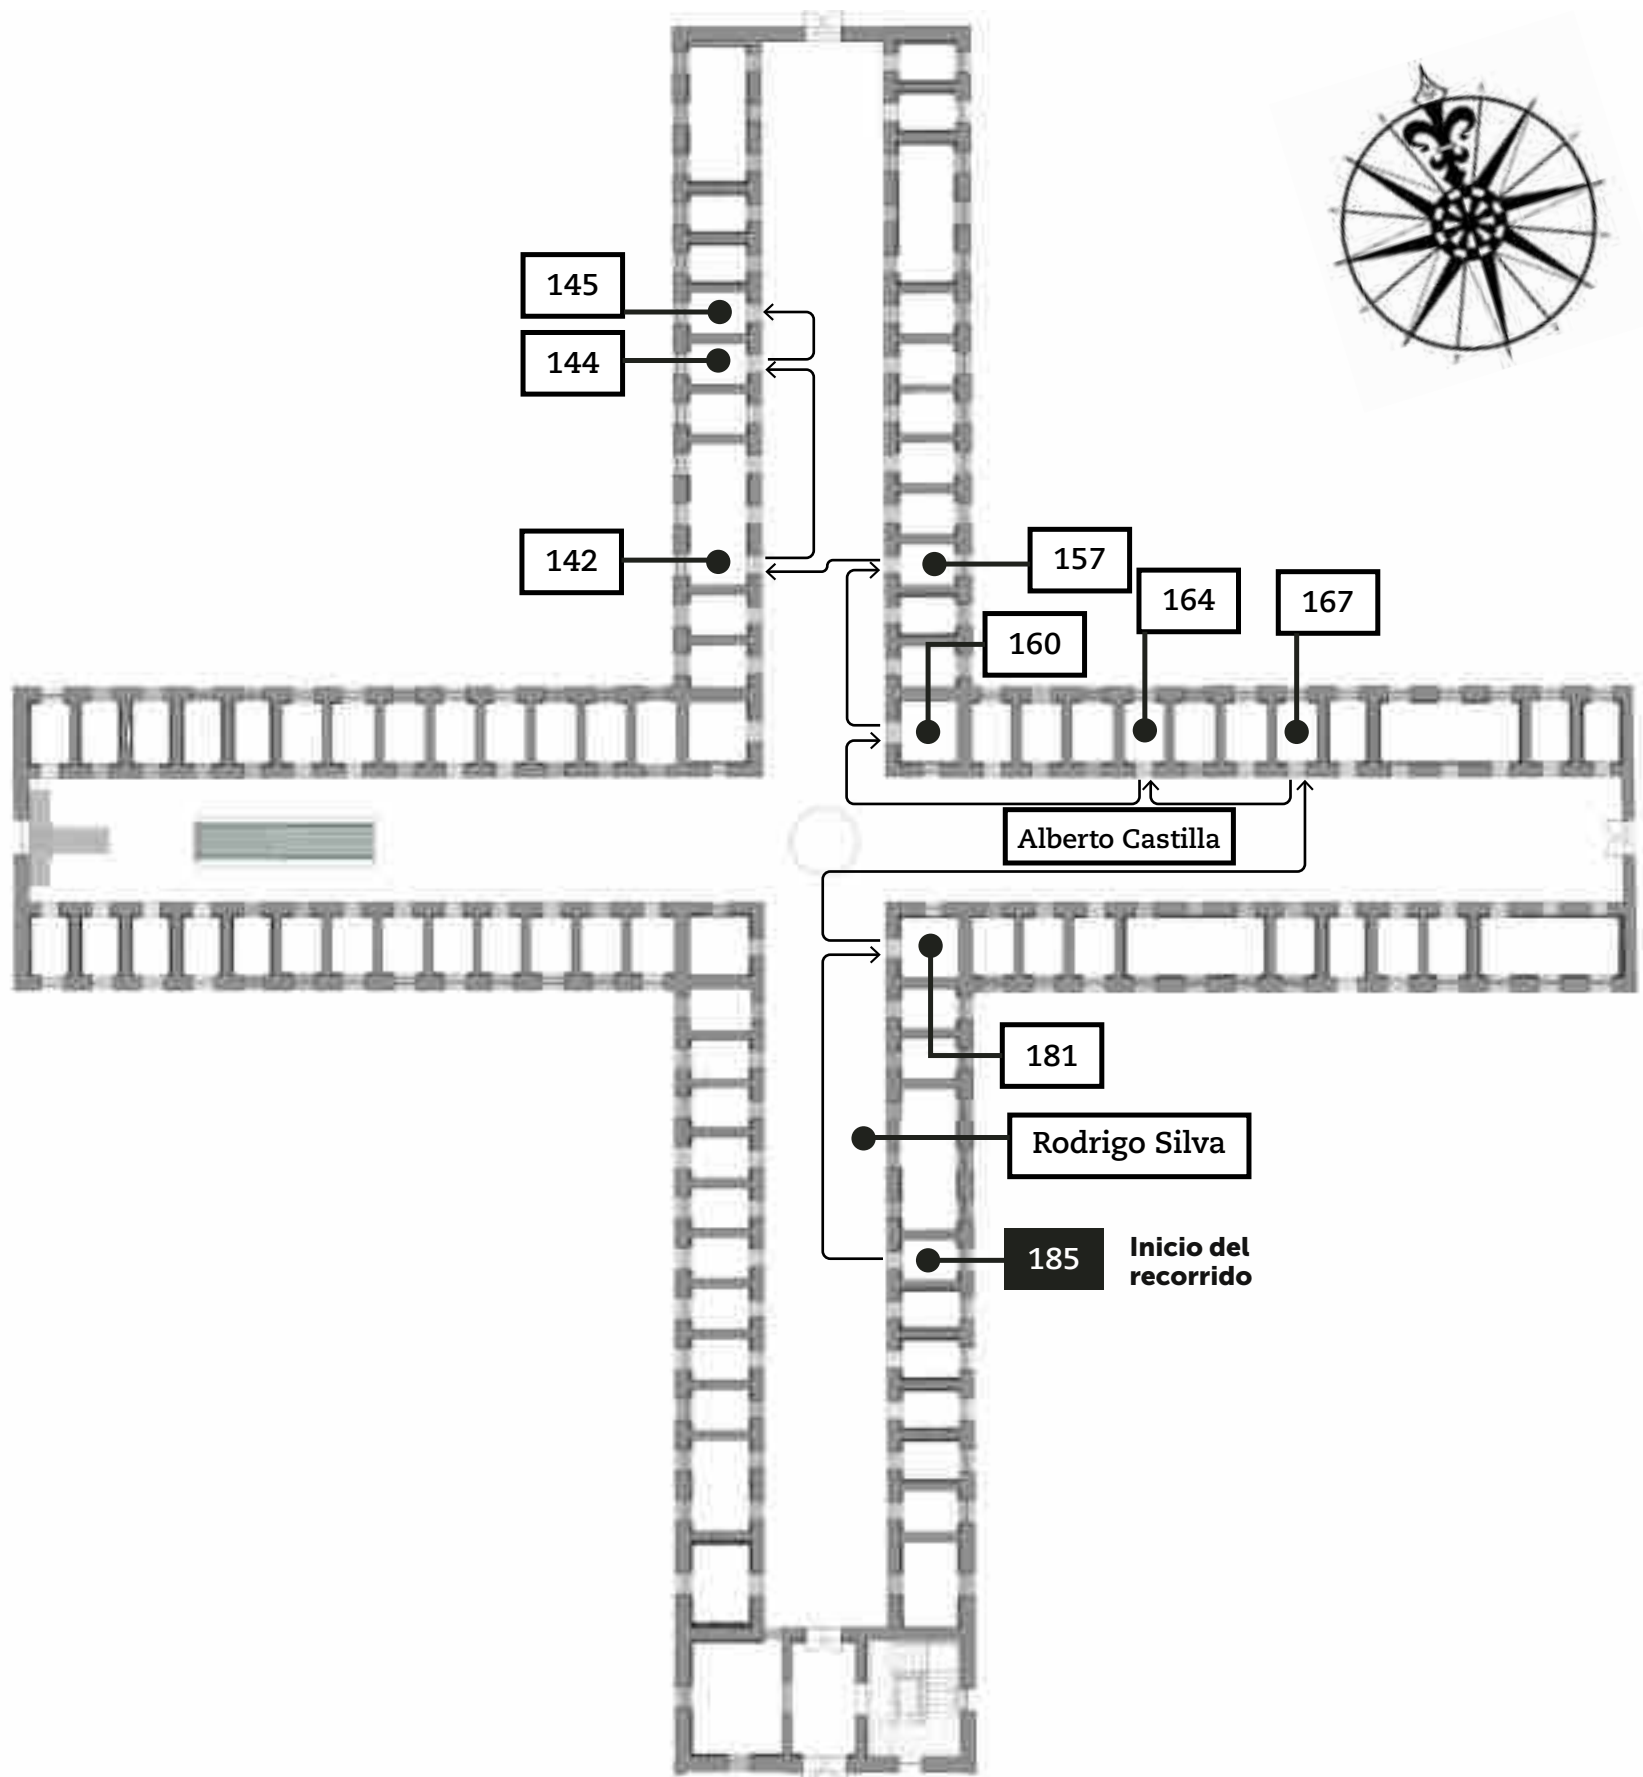 145
144
142
157
164
167
160
Alberto Castilla
181
Rodrigo Silva
185
Inicio del
recorrido